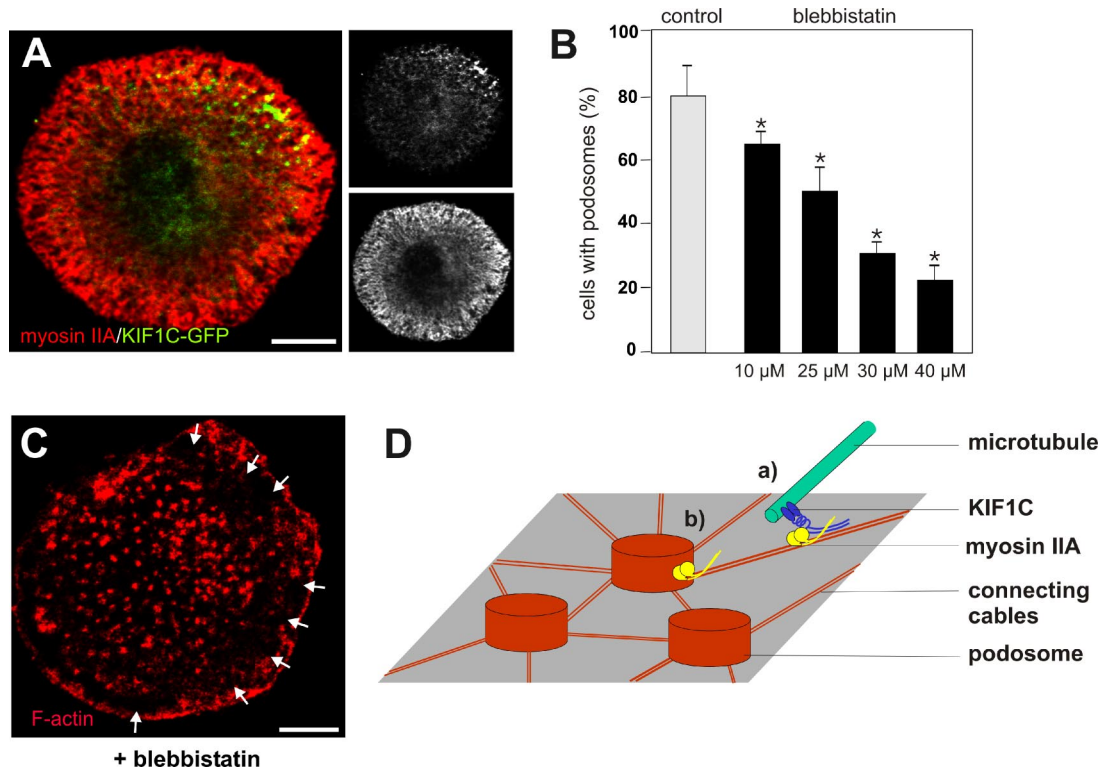 A
myosin IIA/KIF1C-GFP
B
control
blebbistatin
cells with podosomes (%)
100
80
60
40
20
0
*
*
*
*
10 µM
25 µM
30 µM
40 µM
C
F-actin
+ blebbistatin
D
a)
b)
microtubule
KIF1C
myosin IIA
connecting
cables
podosome